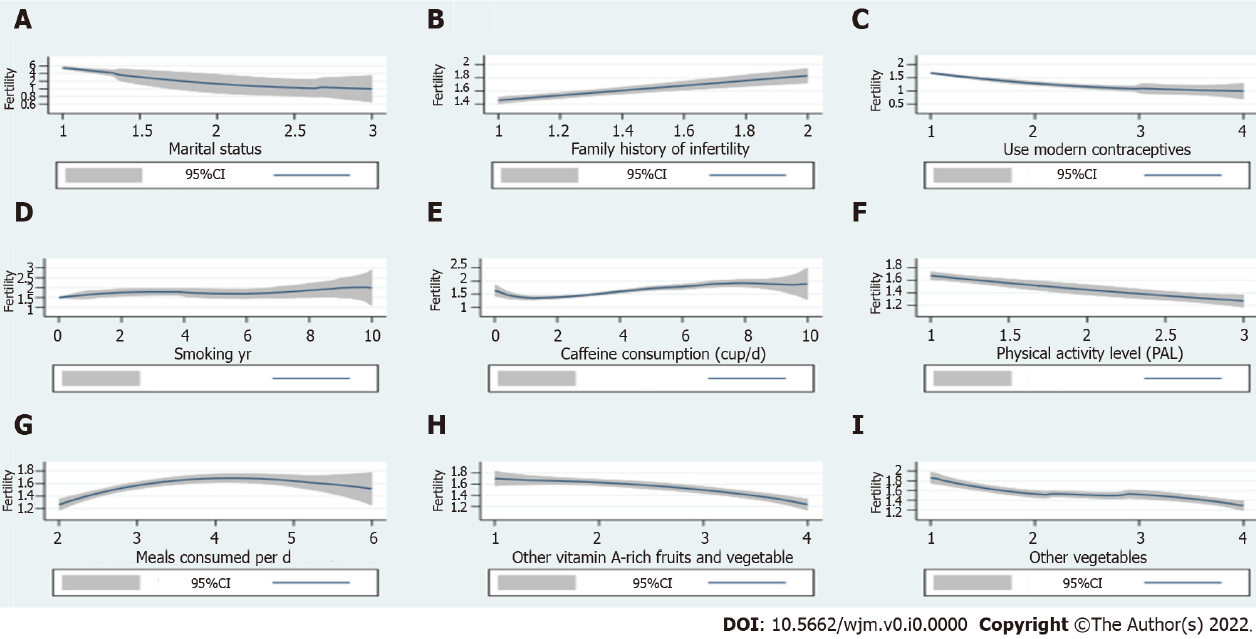 A
Fertility
6
4
2
1
0.8
0.6
1 1.5 2 2.5 3
Marital status
95%CI
B
Fertility
2
1.8
1.6
1.4
1 1.2 1.4 1.6 1.8 2
Family history of infertility
95%CI
C
Fertility
2
1.5
1
0.5
1 2 3 4
Use modern contraceptives
95%CI
D
Fertility
3
2.5
2
1.5
1
0 2 4 6 8 10
Smoking yr
E
Fertility
2.5
2
1.5
1
0 2 4 6 8 10
Caffeine consumption (cup/d)
F
Fertility
1.8
1.6
1.4
1.2
1 1.5 2 2.5 3
Physical activity level (PAL)
G
Fertility
1.8
1.6
1.4
1.2
2 3 4 5 6
Meals consumed per d
95%CI
H
Fertility
1.8
1.6
1.4
1.2
1 2 3 4
Other vitamin A-rich fruits and vegetable
95%CI
I
Fertility
2
1.8
1.6
1.4
1.2
1 2 3 4
Other vegetables
95%CI
DOI: 10.5662/wjm.v0.i0.0000 Copyright ©The Author(s) 2022.